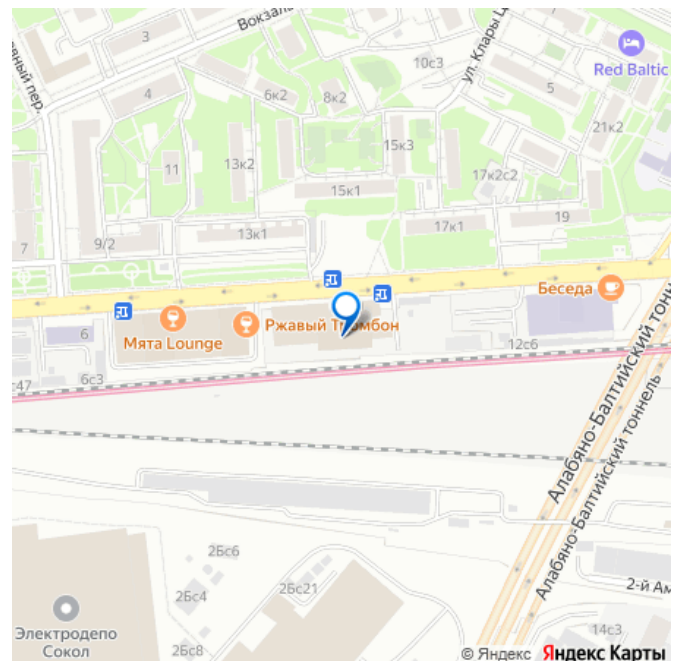 Вокзаль
3
вный пер.
10с3
ул. Клары Ц
Red Baltic
4
6к2
8к2
5
21к2
11
13к2
15к3
15к1
17к2с2
7
9/2
13к1
17к1
19
Беседа
6
Мята Lounge
Ржавый Тромбон
12с6
с47
6с3
Алабяно-Балтийский тонн
Алабяно-Балтийский тоннель
2Бс6
2Бс4
2Бс21
2-й Ам
Электродепо
Сокол
2Бс8
14с3
© Яндекс Яндекс Карты